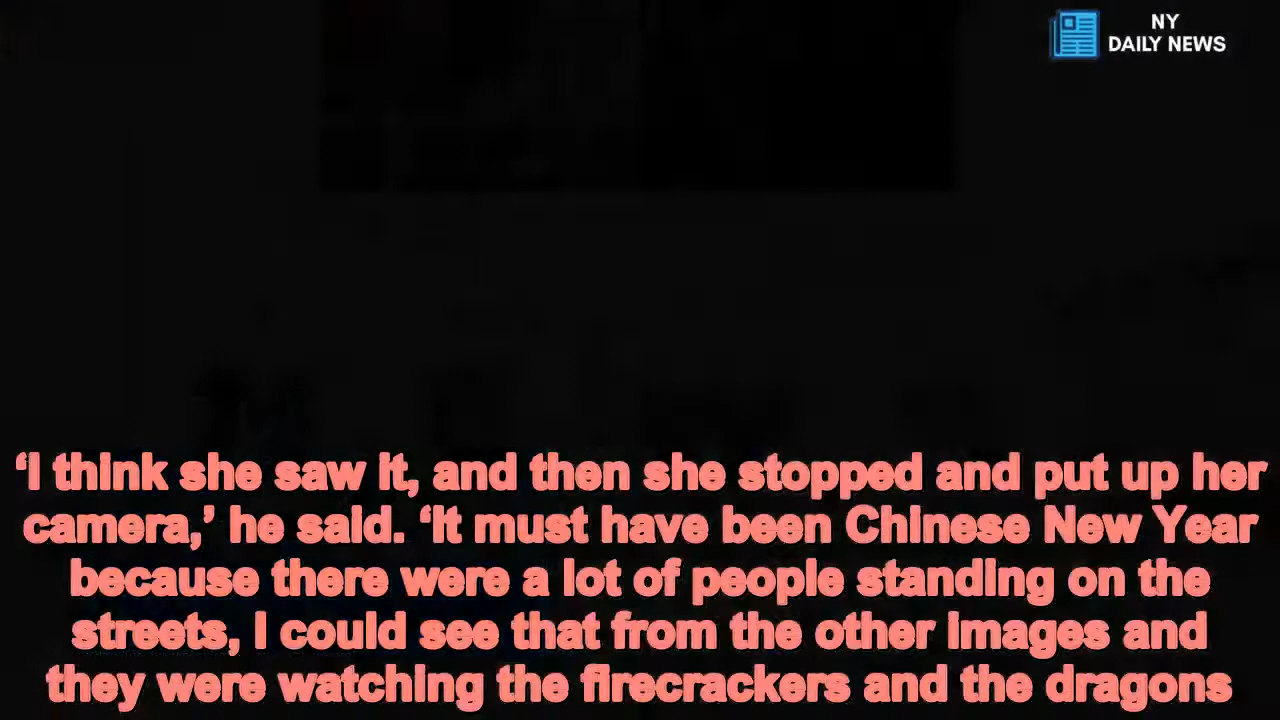 NY
DAILY NEWS
‘I think she saw it, and then she stopped and put up her
camera,’ he said. ‘It must have been Chinese New Year
because there were a lot of people standing on the
streets, I could see that from the other images and
they were watching the firecrackers and the dragons